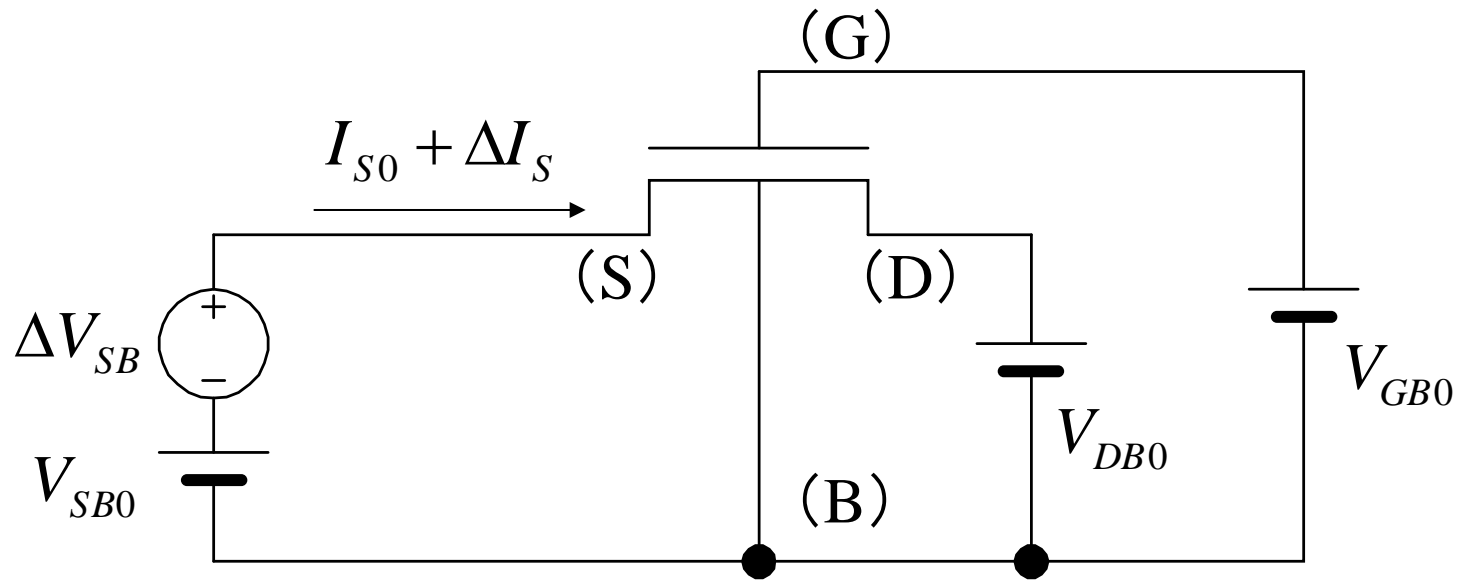 (G)
I_{S0} + ΔI_S
(S)
(D)
+
ΔV_{SB}
−
V_{GB0}
V_{DB0}
V_{SB0}
(B)